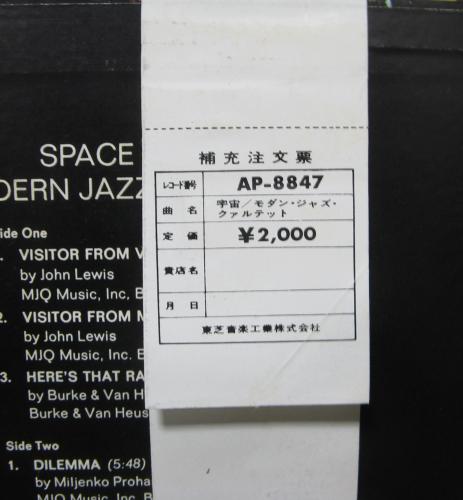 SPACE
DERN JAZZ
ide One
VISITOR FROM V
by John Lewis
MJQ Music, Inc. B
2. VISITOR FROM M
by John Lewis
MJQ Music, Inc. B
3. HERE'S THAT RA
by Burke & Van Heus
Burke & Van Heus
Side Two
1. DILEMMA (5:48)
by Miljenko Proha
MJQ Music, Inc. B
補充注文票
レコード番号 AP-8847
曲名 宇宙/モダン・ジャズ・
クァルテット
定価 ¥2,000
貴店名
月日
東芝音楽工業株式会社